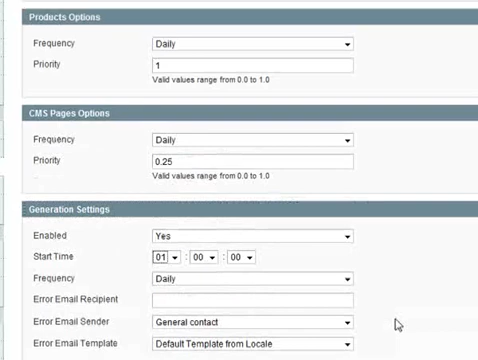 Products Options
Frequency Daily
Priority 1
Valid values range from 0.0 to 1.0
CMS Pages Options
Frequency Daily
Priority 0.25
Valid values range from 0.0 to 1.0
Generation Settings
Enabled Yes
Start Time 01 : 00 : 00
Frequency Daily
Error Email Recipient
Error Email Sender General contact
Error Email Template Default Template from Locale